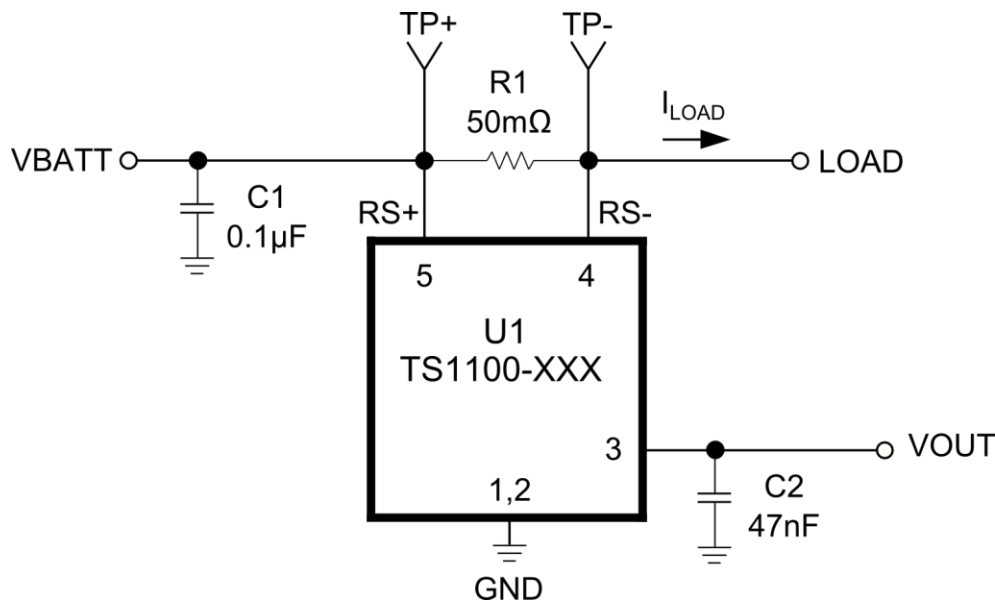 TP+
TP-
R1
50mΩ
I_LOAD
VBATT
LOAD
C1
0.1µF
RS+
RS-
5
4
U1
TS1100-XXX
3
VOUT
1,2
C2
47nF
GND